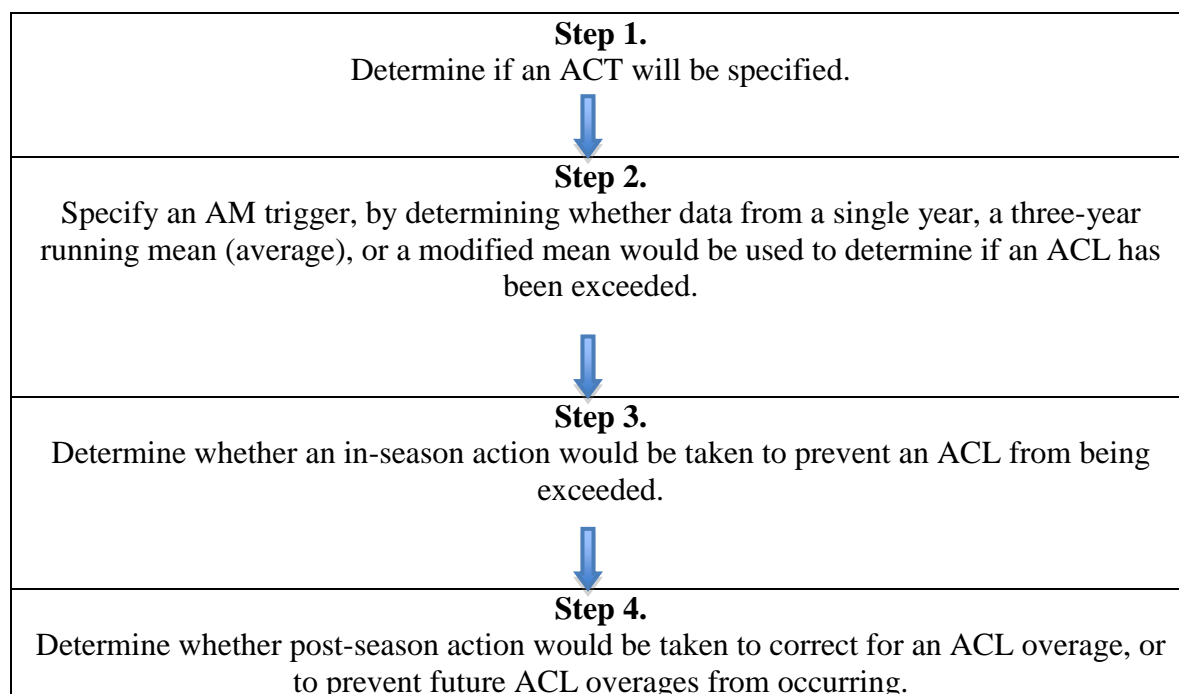 Step 1.
Determine if an ACT will be specified.
Step 2.
Specify an AM trigger, by determining whether data from a single year, a three-year
running mean (average), or a modified mean would be used to determine if an ACL has
been exceeded.
Step 3.
Determine whether an in-season action would be taken to prevent an ACL from being
exceeded.
Step 4.
Determine whether post-season action would be taken to correct for an ACL overage, or
to prevent future ACL overages from occurring.